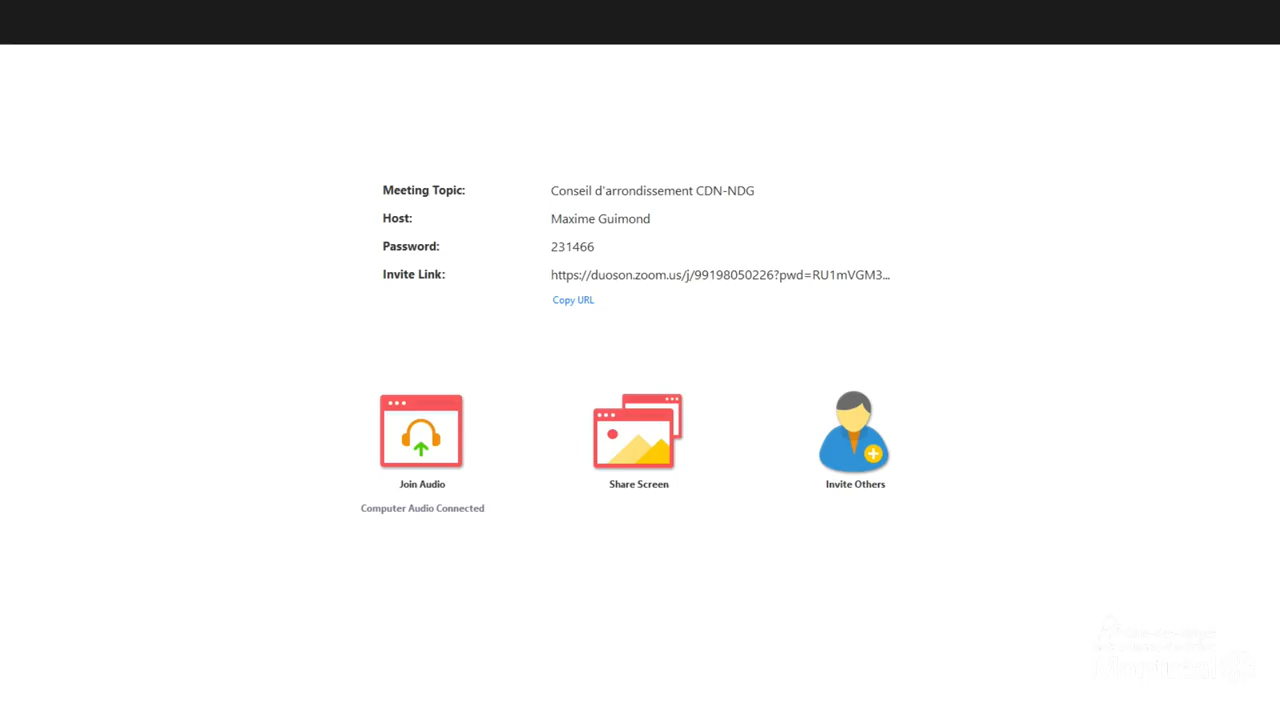 Meeting Topic: Conseil d'arrondissement CDN-NDG
Host: Maxime Guimond
Password: 231466
Invite Link: https://duoson.zoom.us/j/99198050226?pwd=RU1mVGM3...
Copy URL
Join Audio Share Screen Invite Others
Computer Audio Connected
Montréal